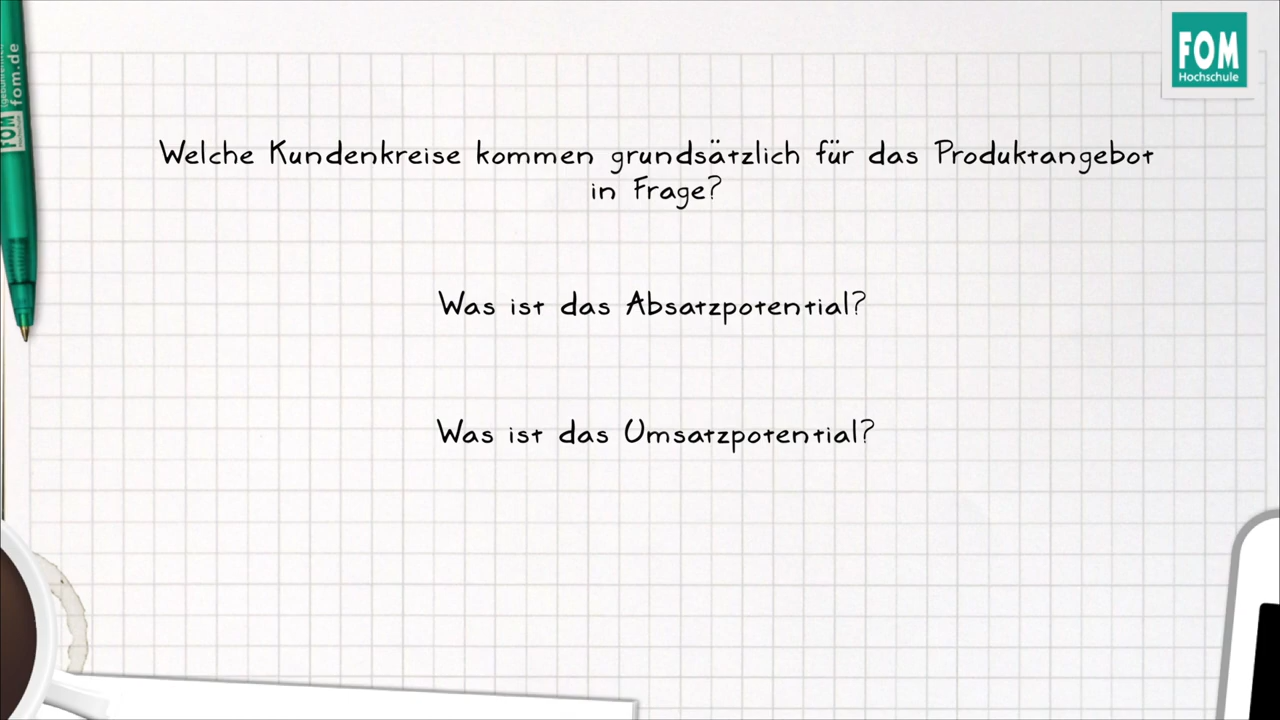 FOM
Hochschule
fom.de
FOM
Hochschule
Welche Kundenkreise kommen grundsätzlich für das Produktangebot
in Frage?
Was ist das Absatzpotential?
Was ist das Umsatzpotential?